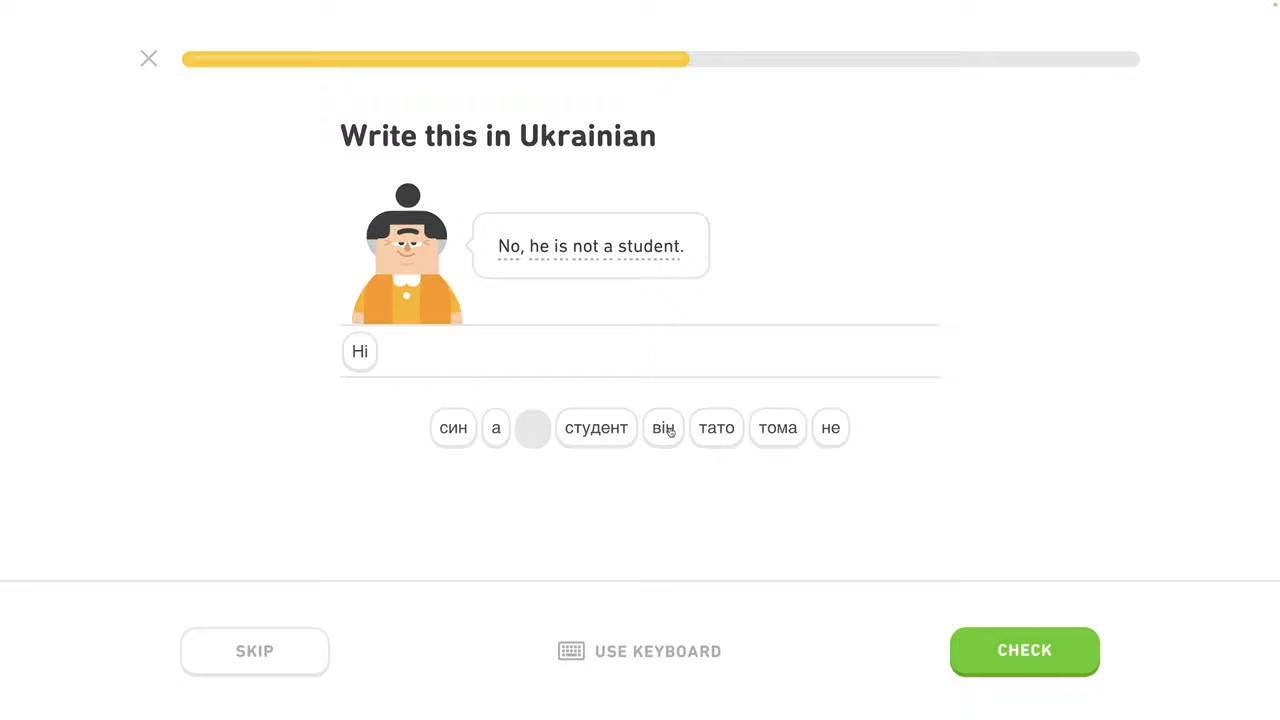 Write this in Ukrainian
No, he is not a student.
Ні
син а студент він тато тома не
SKIP USE KEYBOARD CHECK